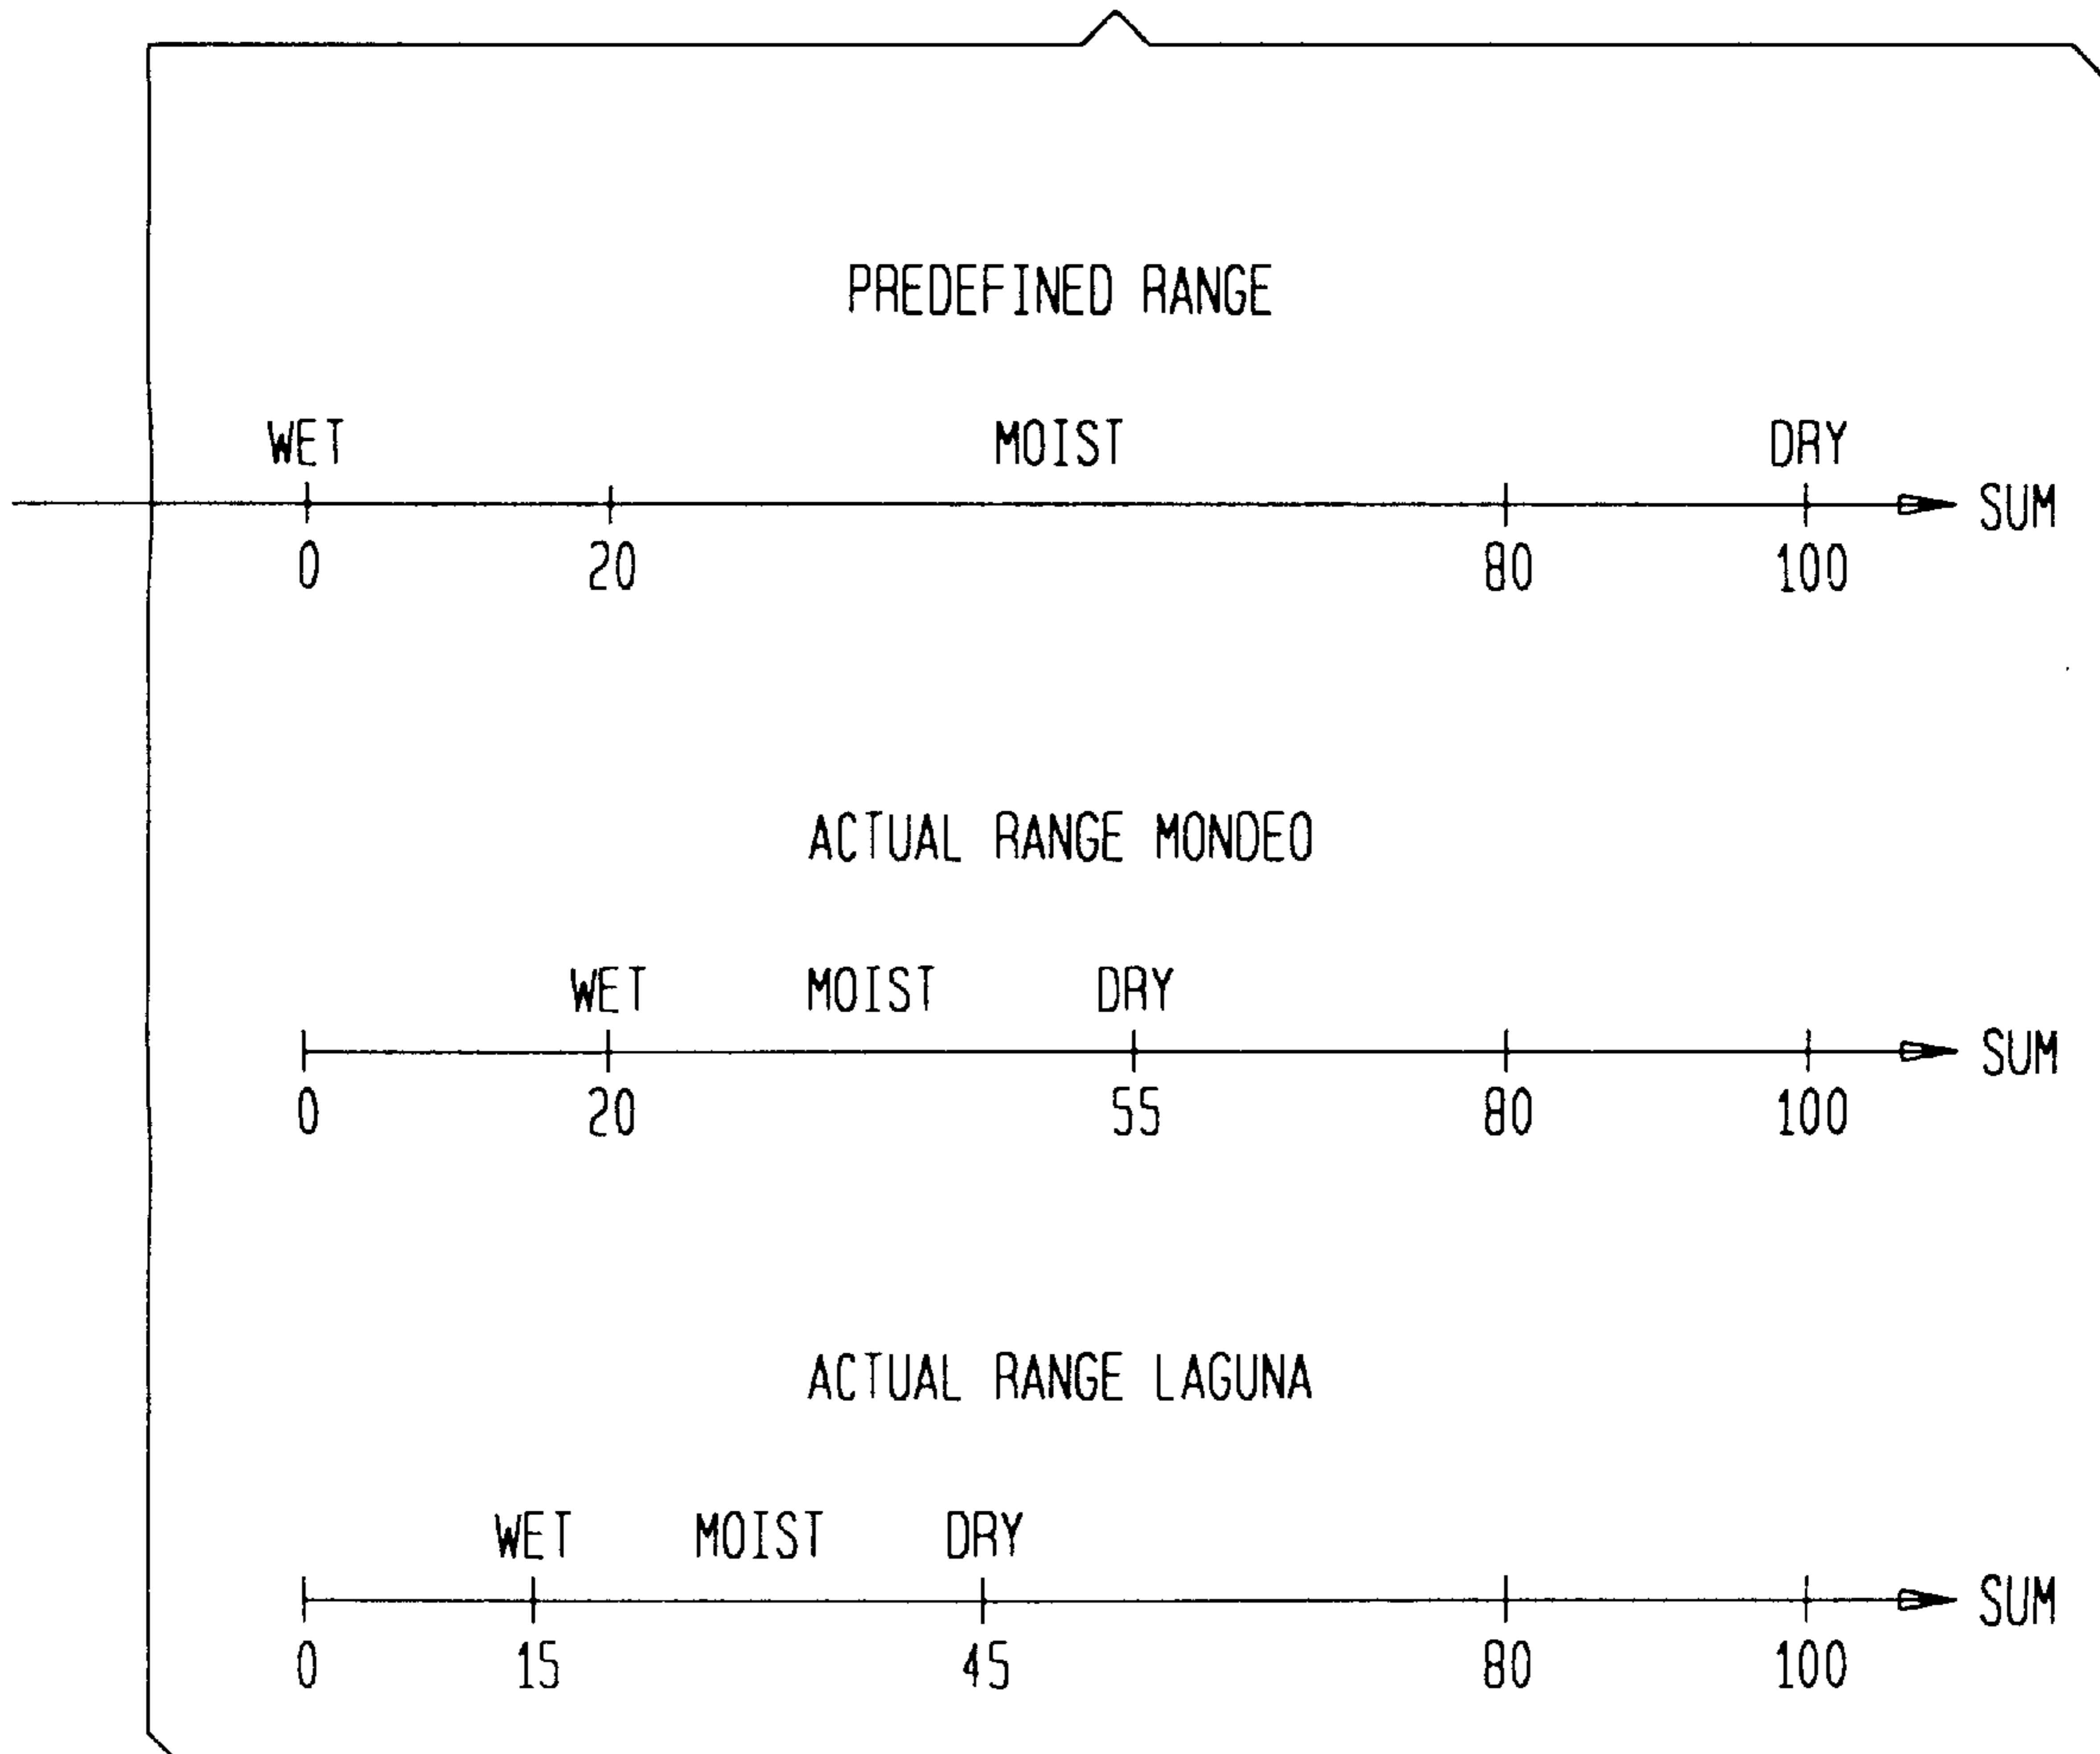 PREDEFINED RANGE
WET MOIST DRY
SUM
0 20 80 100
ACTUAL RANGE MONDEO
WET MOIST DRY
SUM
0 20 55 80 100
ACTUAL RANGE LAGUNA
WET MOIST DRY
SUM
0 15 45 80 100